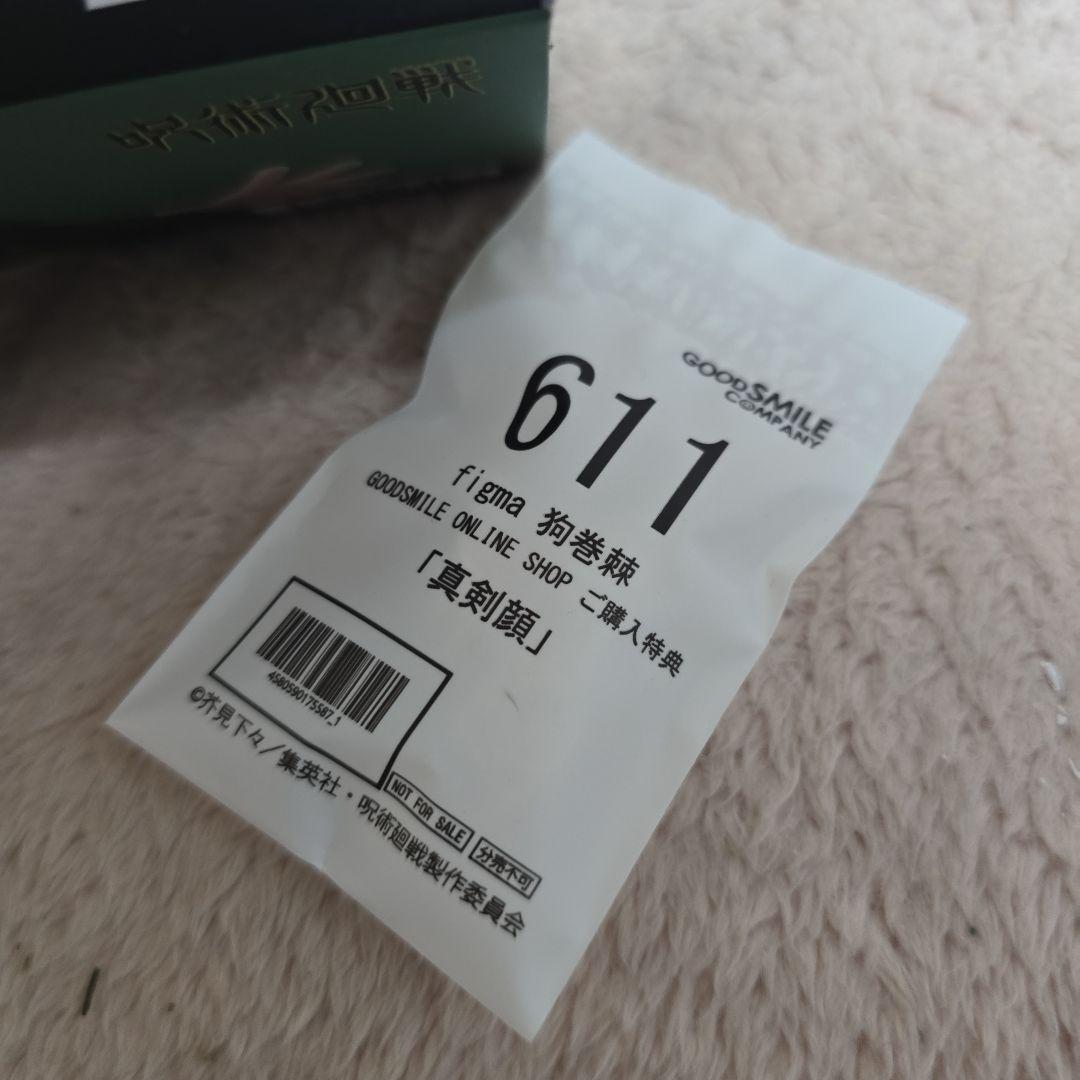 呪術廻戦
GOODSMILE
COMPANY
611
figma 狗巻棘
GOODSMILE ONLINE SHOP ご購入特典
「真剣顔」
4580590175587_1
NOT FOR SALE
分売不可
©芥見下々/集英社・呪術廻戦製作委員会